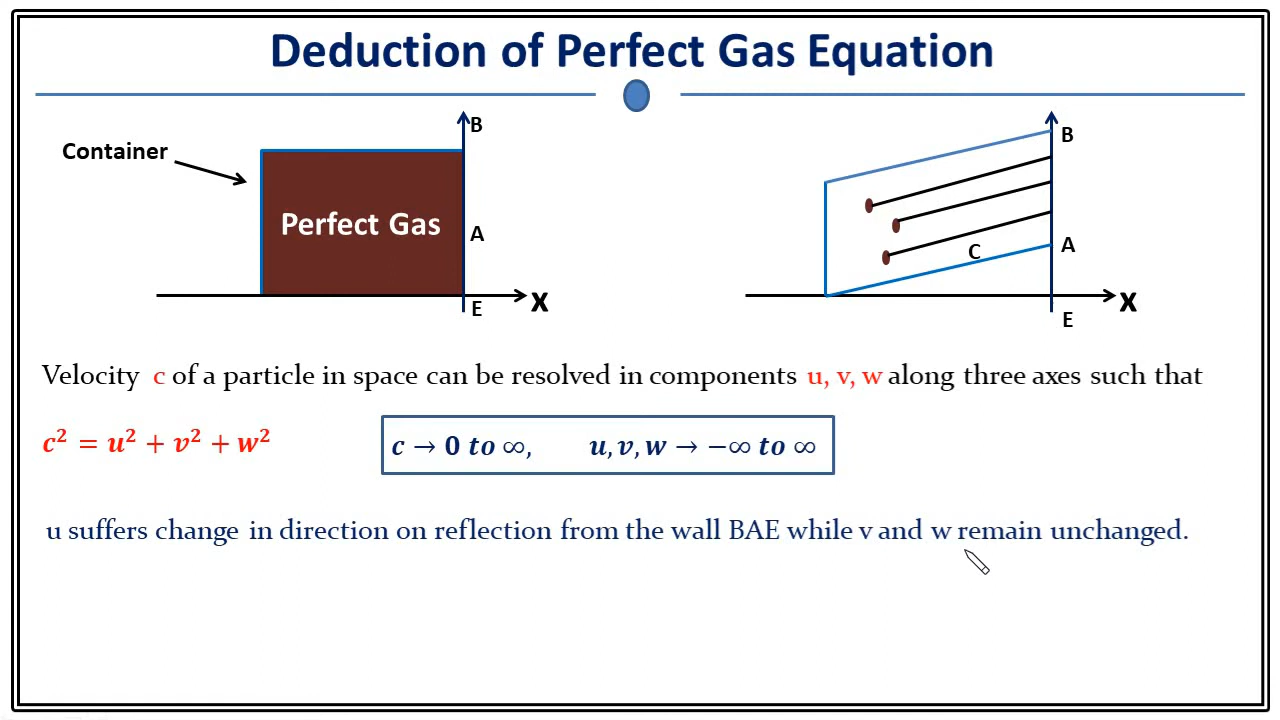 Deduction of Perfect Gas Equation
Container
Perfect Gas
B
A
E
X
B
A
C
E
X
Velocity c of a particle in space can be resolved in components u, v, w along three axes such that
c² = u² + v² + w²
c → 0 to ∞, u, v, w → −∞ to ∞
u suffers change in direction on reflection from the wall BAE while v and w remain unchanged.